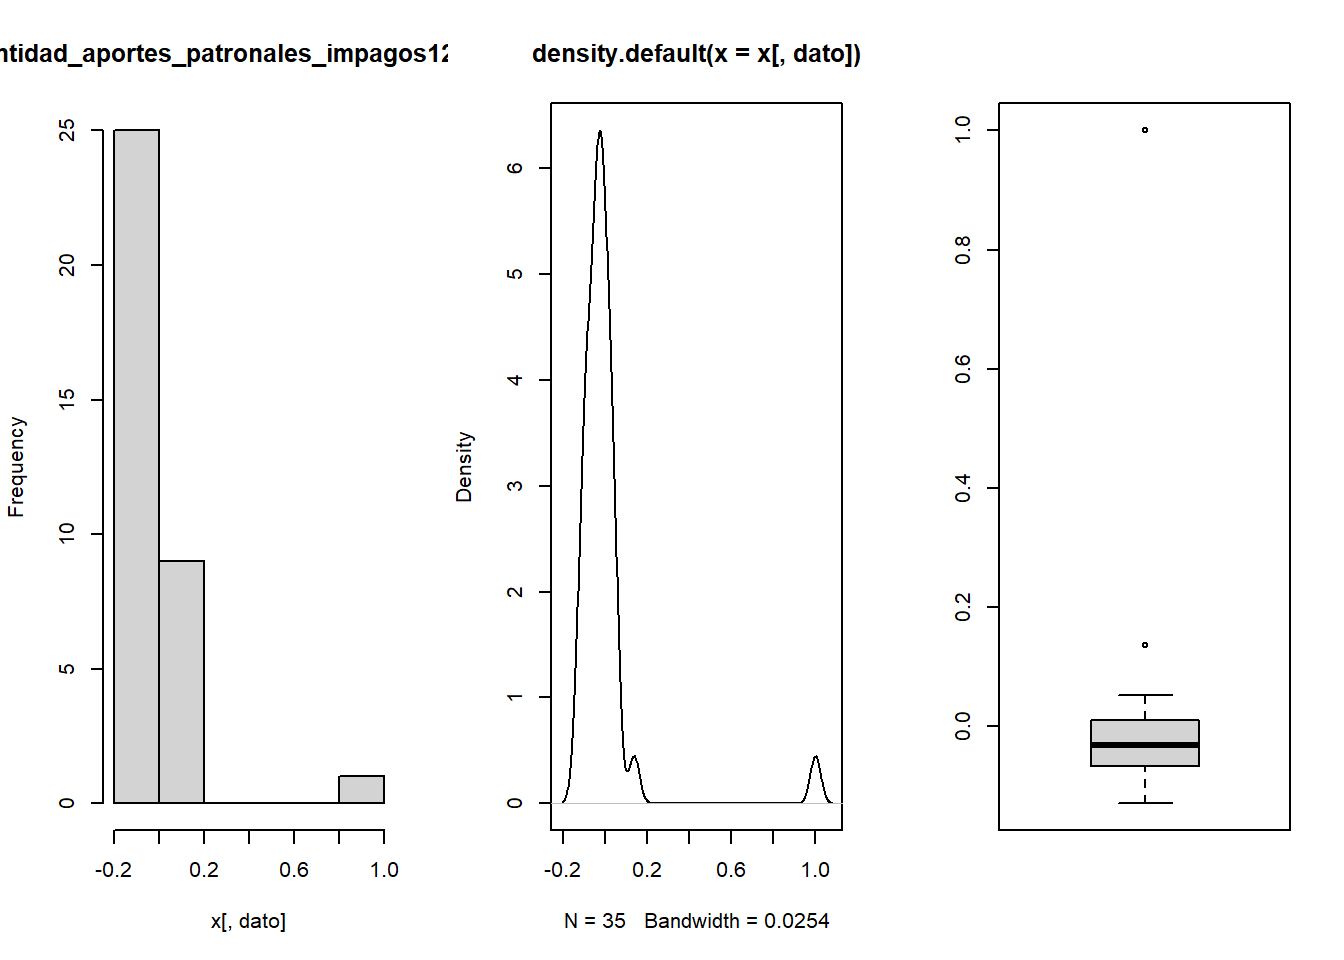 ntidad_aportes_patronales_impagos12
Frequency
25
20
15
10
5
0
-0.2 0.2 0.6 1.0
x[, dato]
density.default(x = x[, dato])
Density
6
5
4
3
2
1
0
-0.2 0.2 0.6 1.0
N = 35 Bandwidth = 0.0254
1.0
0.8
0.6
0.4
0.2
0.0